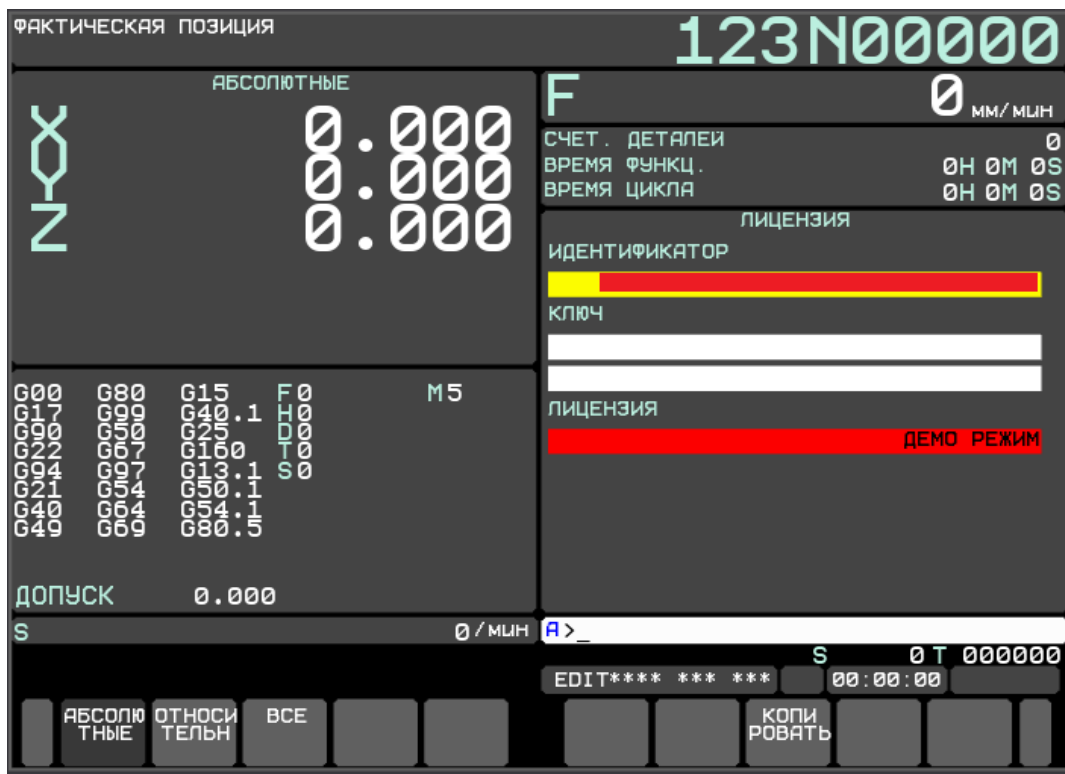 ФАКТИЧЕСКАЯ ПОЗИЦИЯ
123N00000
АБСОЛЮТНЫЕ
X 0.000
Y 0.000
Z 0.000
F 0 мм/мин
СЧЕТ. ДЕТАЛЕЙ 0
ВРЕМЯ ФУНКЦ. 0H 0M 0S
ВРЕМЯ ЦИКЛА 0H 0M 0S
ЛИЦЕНЗИЯ
ИДЕНТИФИКАТОР
КЛЮЧ
ЛИЦЕНЗИЯ
ДЕМО РЕЖИМ
G00 G80 G15 F0 M5
G17 G99 G40.1 H0
G90 G50 G25 D0
G22 G67 G160 T0
G94 G97 G13.1 S0
G21 G54 G50.1
G40 G64 G54.1
G49 G69 G80.5
ДОПУСК 0.000
S 0/мин
A>_
S 0 T 000000
EDIT**** *** *** 00:00:00
АБСОЛЮ
ТНЫЕ
ОТНОСИ
ТЕЛЬН
ВСЕ
КОПИ
РОВАТЬ